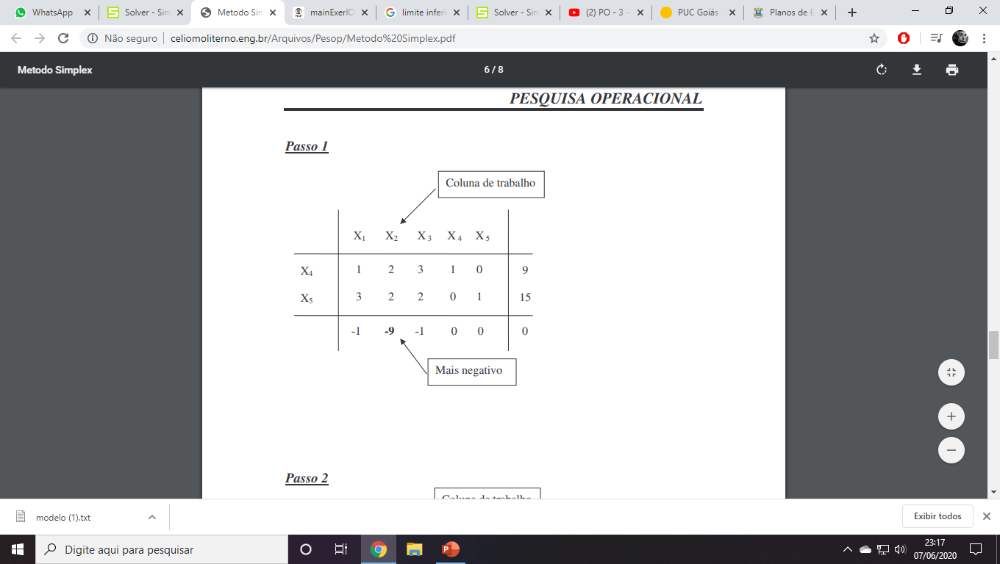 WhatsApp
Solver - Sim
Metodo Sim
mainExerIO
limite inferi
Solver - Sim
(2) PO - 3 -
PUC Goiás
Planos de E
Não seguro | celiomoliterno.eng.br/Arquivos/Pesop/Metodo%20Simplex.pdf
Metodo Simplex
6 / 8
PESQUISA OPERACIONAL
Passo 1
Coluna de trabalho
X1 X2 X3 X4 X5
X4 1 2 3 1 0 9
X5 3 2 2 0 1 15
-1 -9 -1 0 0 0
Mais negativo
Passo 2
Coluna de trabalho
modelo (1).txt
Exibir todos
Digite aqui para pesquisar
23:17
07/06/2020